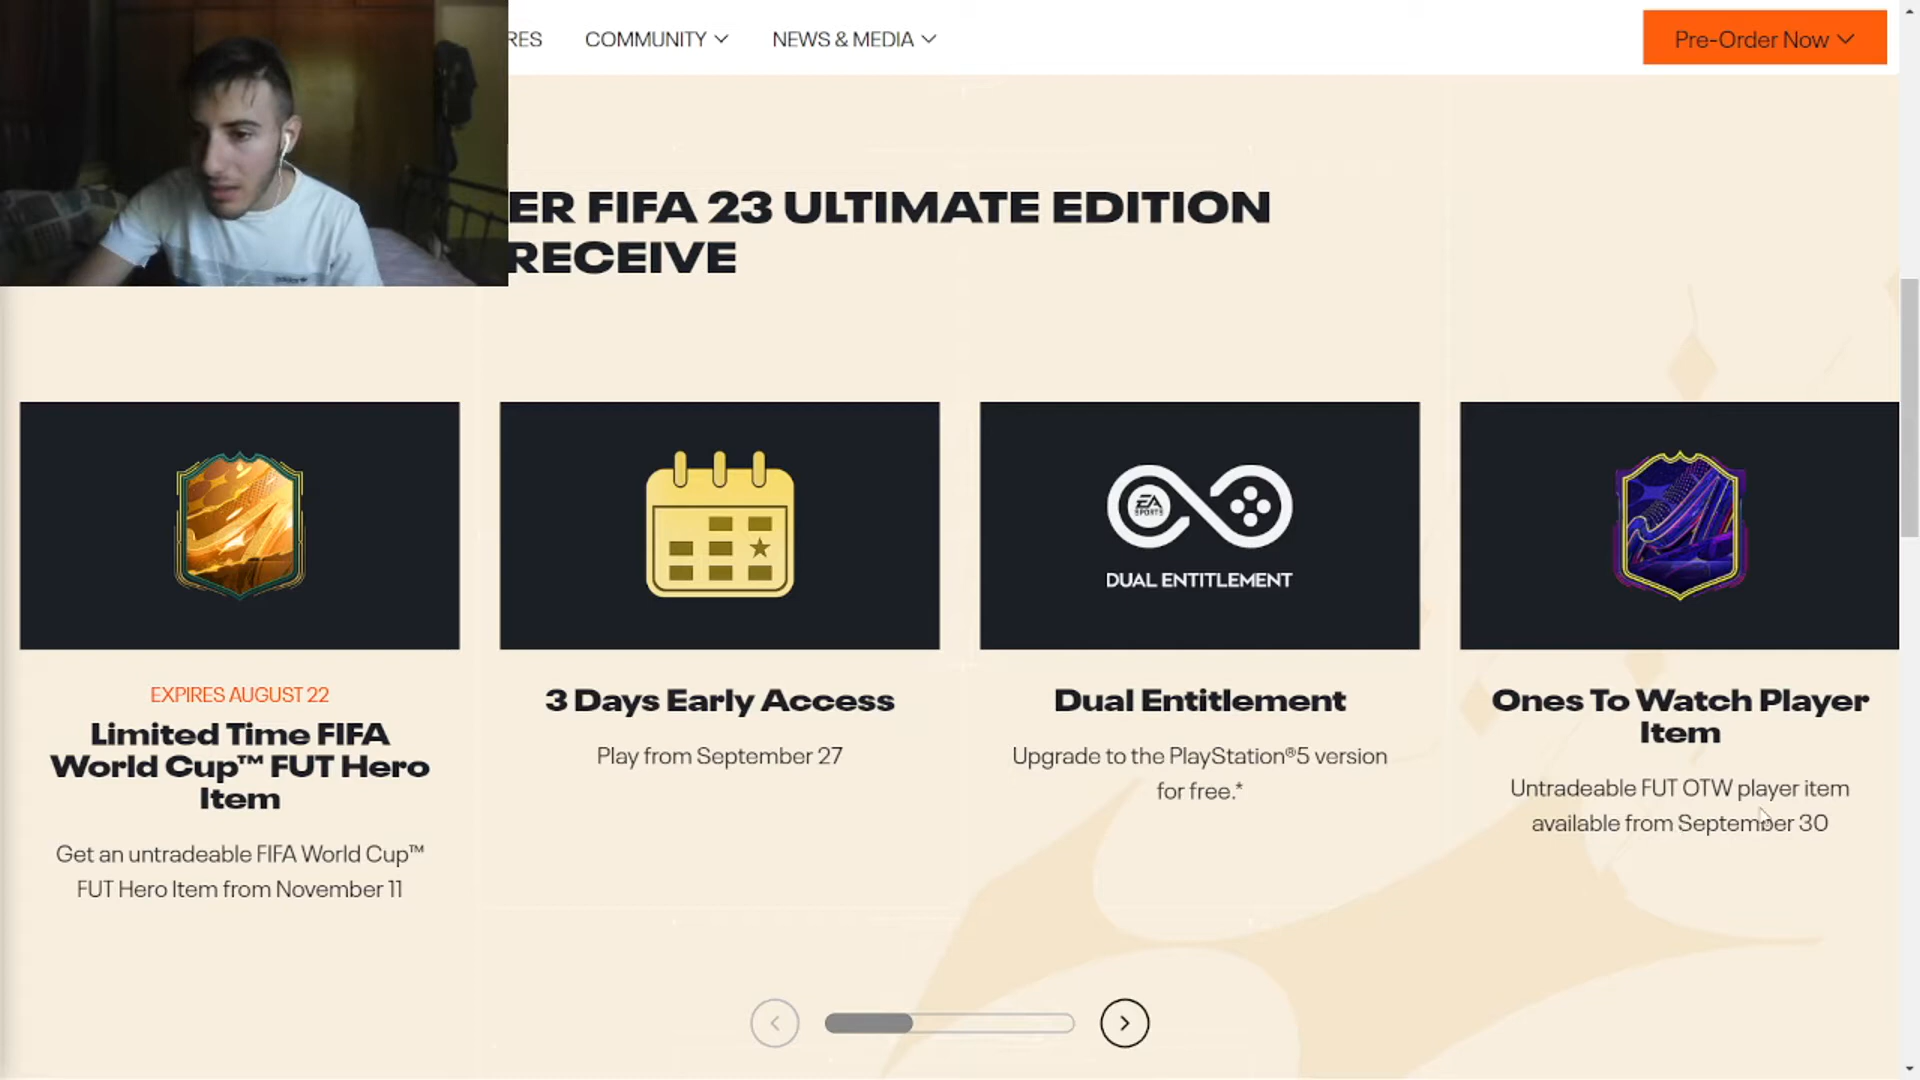 RES
COMMUNITY
NEWS & MEDIA
Pre-Order Now
ER FIFA 23 ULTIMATE EDITION
RECEIVE
EA
SPORTS
DUAL ENTITLEMENT
EXPIRES AUGUST 22
Limited Time FIFA
World Cup™ FUT Hero
Item
Get an untradeable FIFA World Cup™
FUT Hero Item from November 11
3 Days Early Access
Play from September 27
Dual Entitlement
Upgrade to the PlayStation®5 version
for free.*
Ones To Watch Player
Item
Untradeable FUT OTW player item
available from September 30